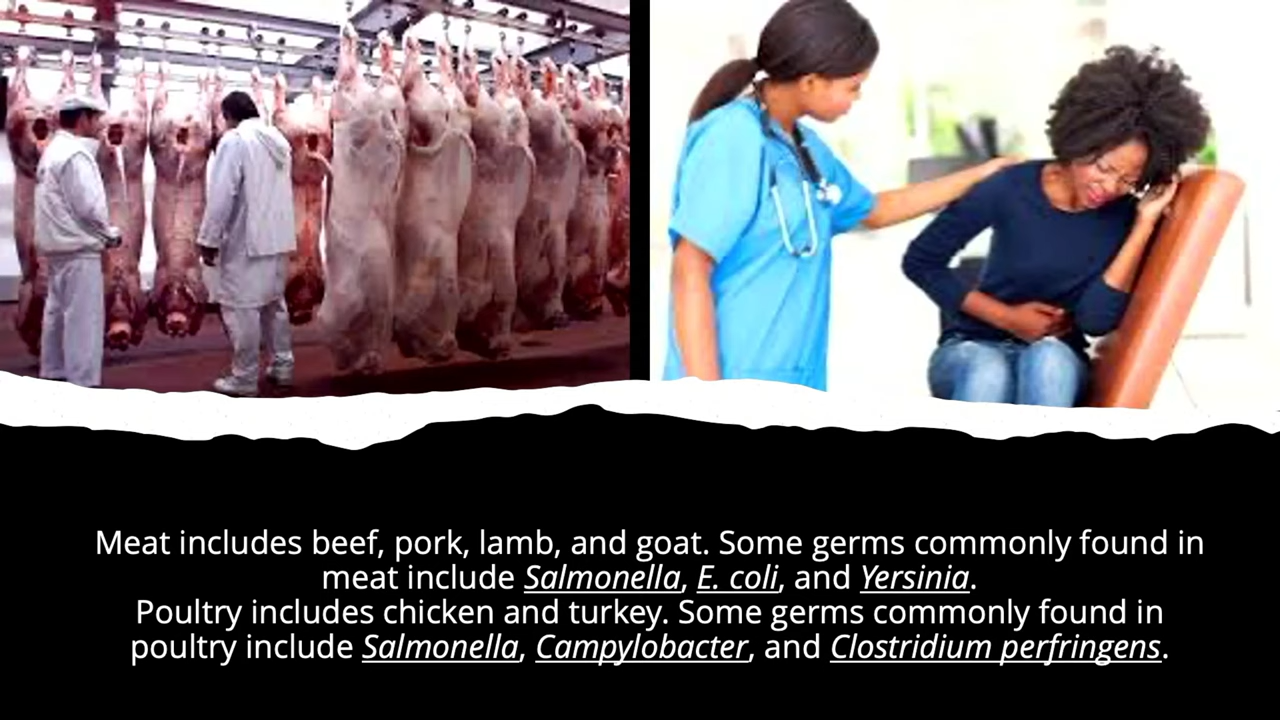 Meat includes beef, pork, lamb, and goat. Some germs commonly found in
meat include Salmonella, E. coli, and Yersinia.
Poultry includes chicken and turkey. Some germs commonly found in
poultry include Salmonella, Campylobacter, and Clostridium perfringens.